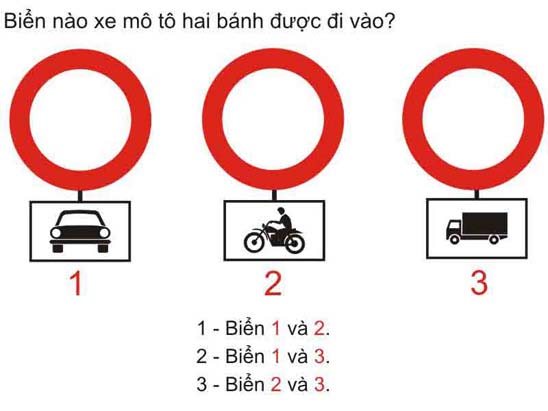 Biển nào xe mô tô hai bánh được đi vào?
1 2 3
1 - Biển 1 và 2.
2 - Biển 1 và 3.
3 - Biển 2 và 3.